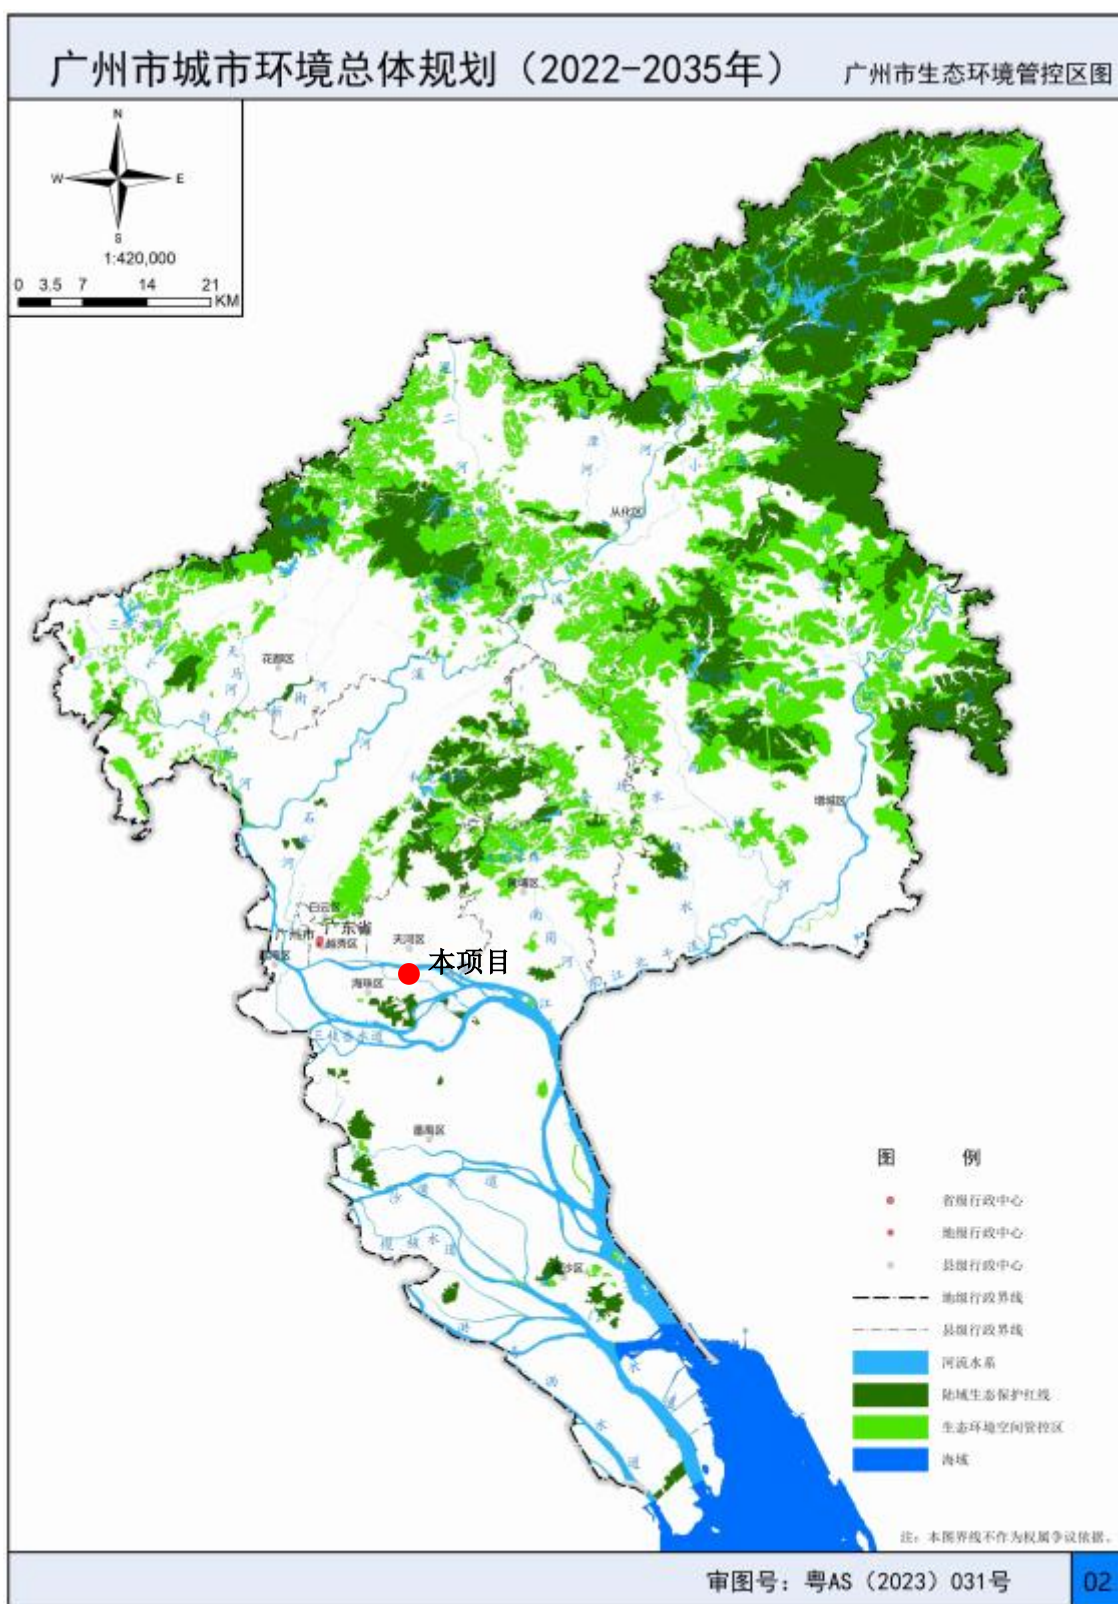 广州市城市环境总体规划（2022-2035年） 广州市生态环境管控区图
N
W E
S
1:420,000
0 3.5 7 14 21
KM
从化区
花都区
增城区
黄埔区
白云区
广州市 广东省
越秀区
天河区
本项目
海珠区
三枝香水道
番禺区
图 例
省级行政中心
地级行政中心
县级行政中心
地级行政界线
县级行政界线
河流水系
陆域生态保护红线
生态环境空间管控区
海域
注：本图界线不作为权属争议依据。
审图号：粤AS（2023）031号
02